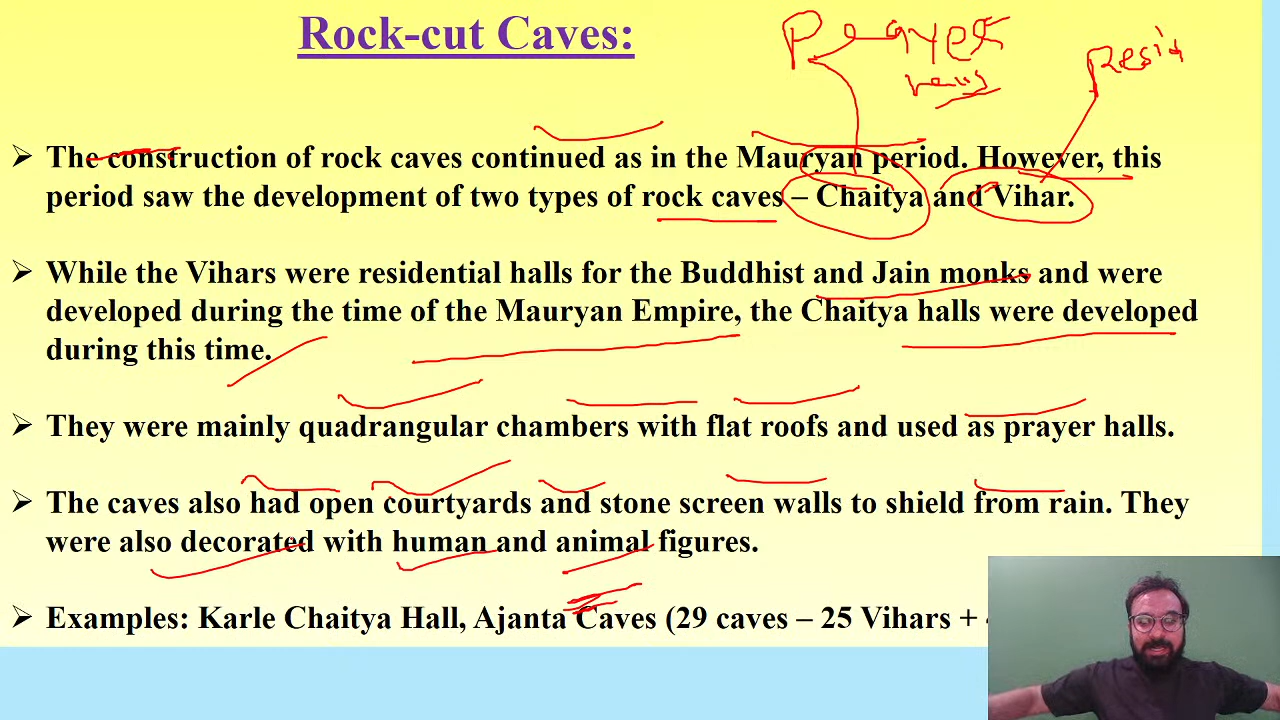 Rock-cut Caves:
Prayer
Resid
➢ The construction of rock caves continued as in the Mauryan period. However, this
period saw the development of two types of rock caves – Chaitya and Vihar.
➢ While the Vihars were residential halls for the Buddhist and Jain monks and were
developed during the time of the Mauryan Empire, the Chaitya halls were developed
during this time.
➢ They were mainly quadrangular chambers with flat roofs and used as prayer halls.
➢ The caves also had open courtyards and stone screen walls to shield from rain. They
were also decorated with human and animal figures.
➢ Examples: Karle Chaitya Hall, Ajanta Caves (29 caves – 25 Vihars +